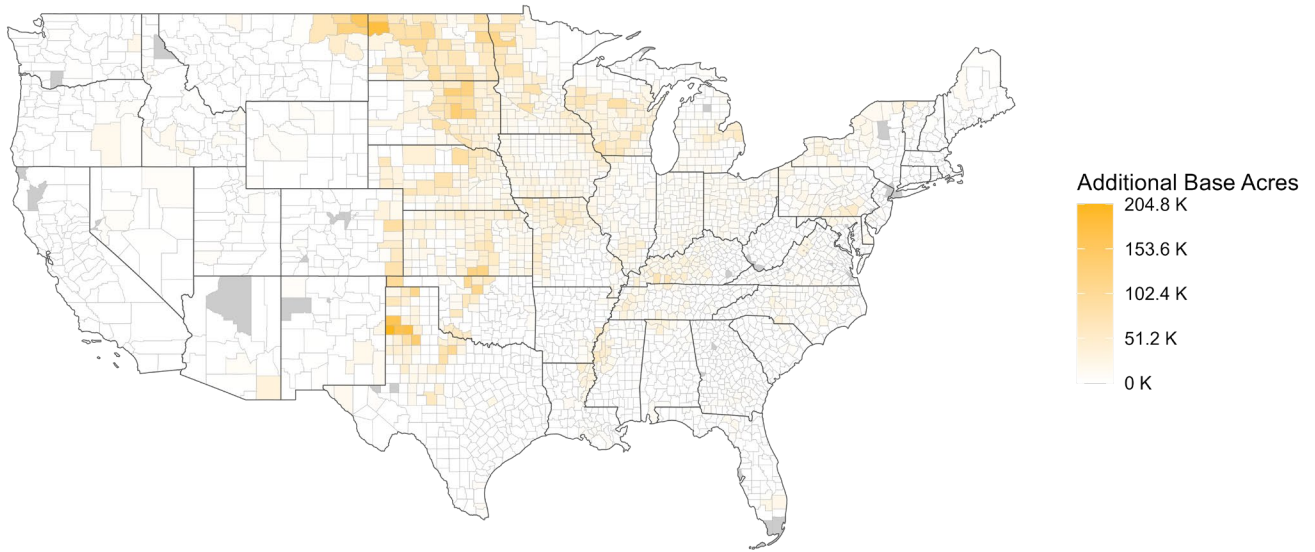 Additional Base Acres
204.8 K
153.6 K
102.4 K
51.2 K
0 K